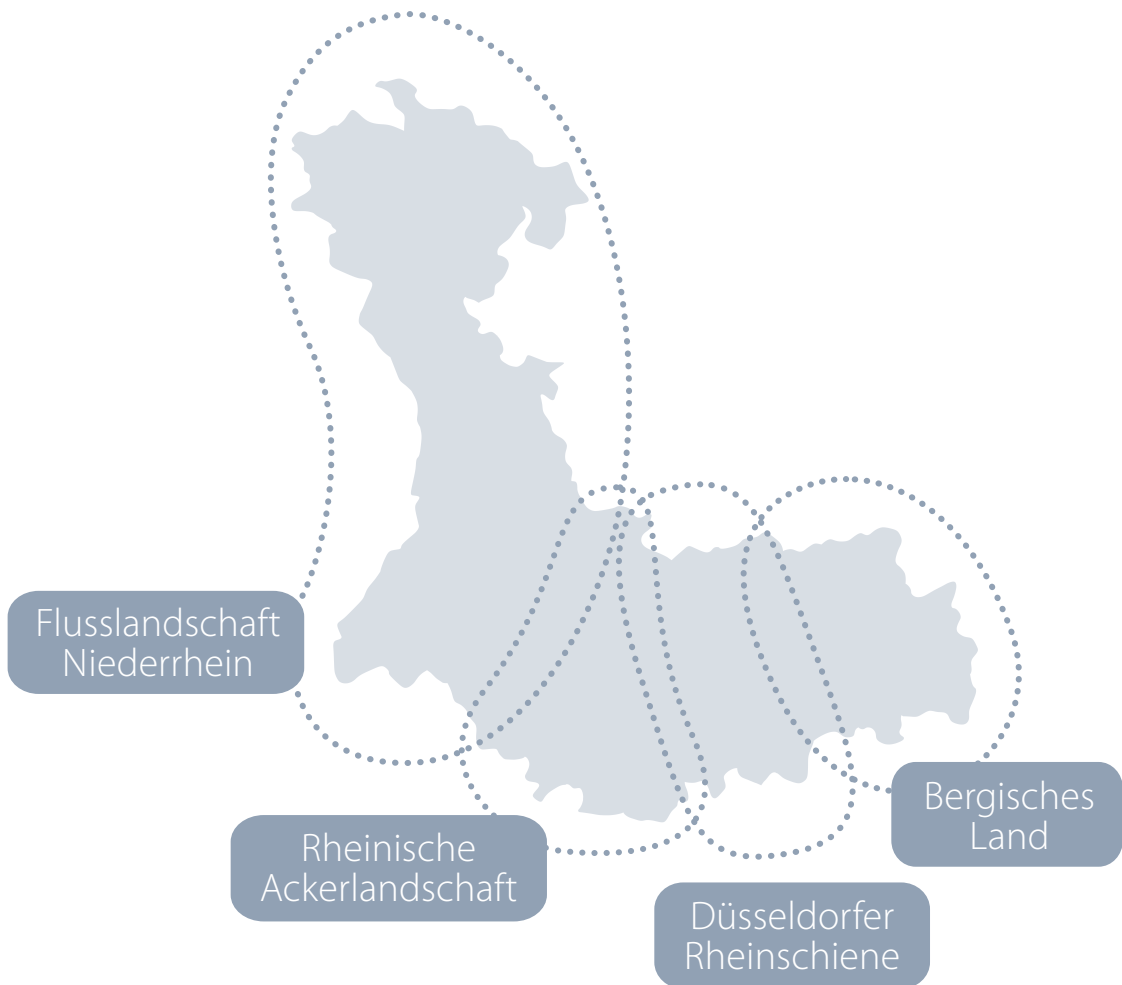 Flusslandschaft
Niederrhein
Rheinische
Ackerlandschaft
Düsseldorfer
Rheinschiene
Bergisches
Land